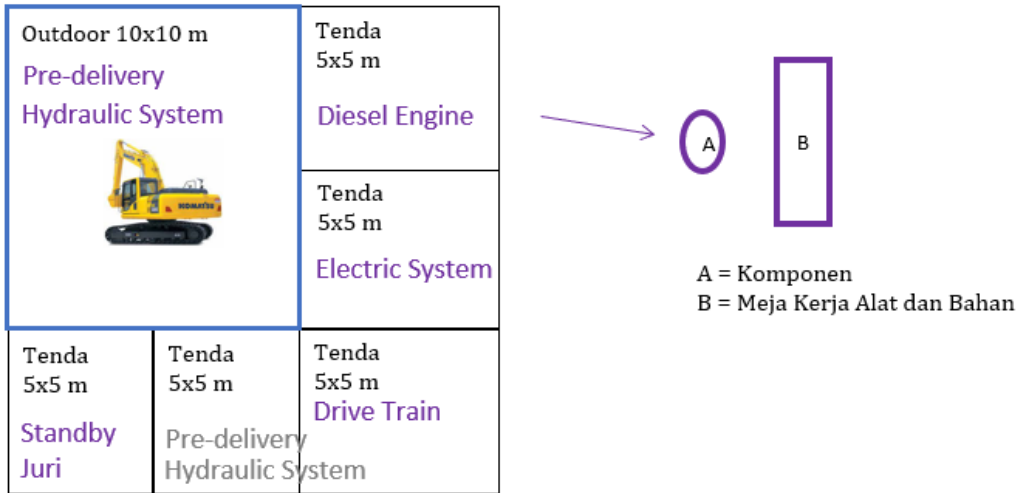 Outdoor 10x10 m
Pre-delivery
Hydraulic System
KOMATSU
Tenda
5x5 m
Diesel Engine
Tenda
5x5 m
Electric System
Tenda
5x5 m
Standby
Juri
Tenda
5x5 m
Pre-delivery
Hydraulic System
Tenda
5x5 m
Drive Train
A
B
A = Komponen
B = Meja Kerja Alat dan Bahan